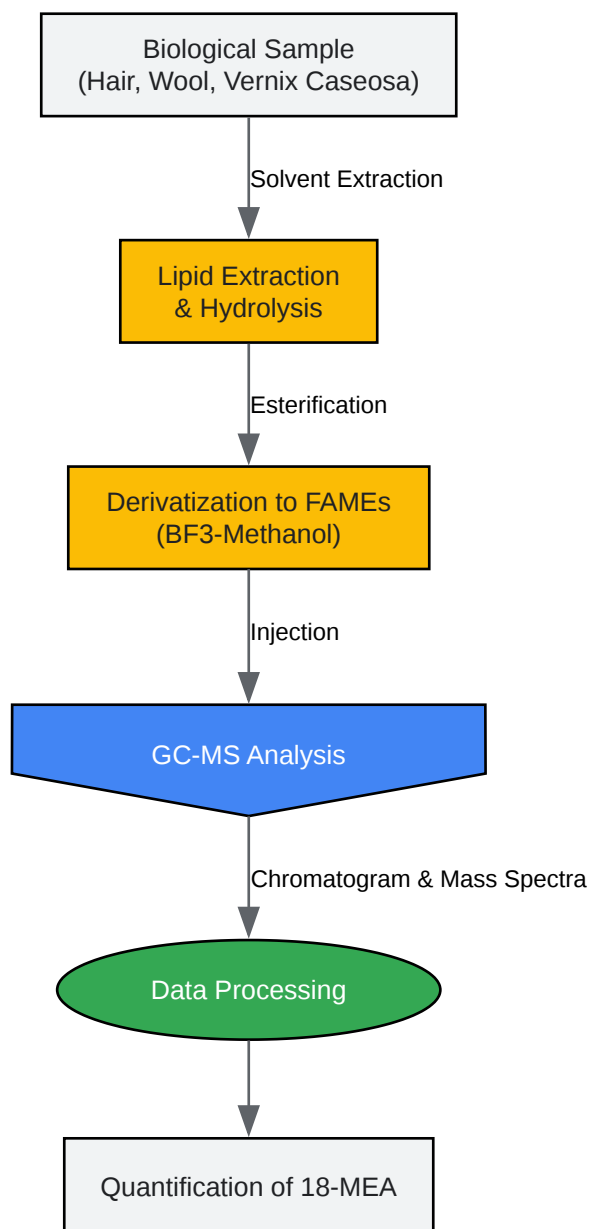 Biological Sample
(Hair, Wool, Vernix Caseosa)
Solvent Extraction
Lipid Extraction
& Hydrolysis
Esterification
Derivatization to FAMEs
(BF3-Methanol)
Injection
GC-MS Analysis
Chromatogram & Mass Spectra
Data Processing
Quantification of 18-MEA